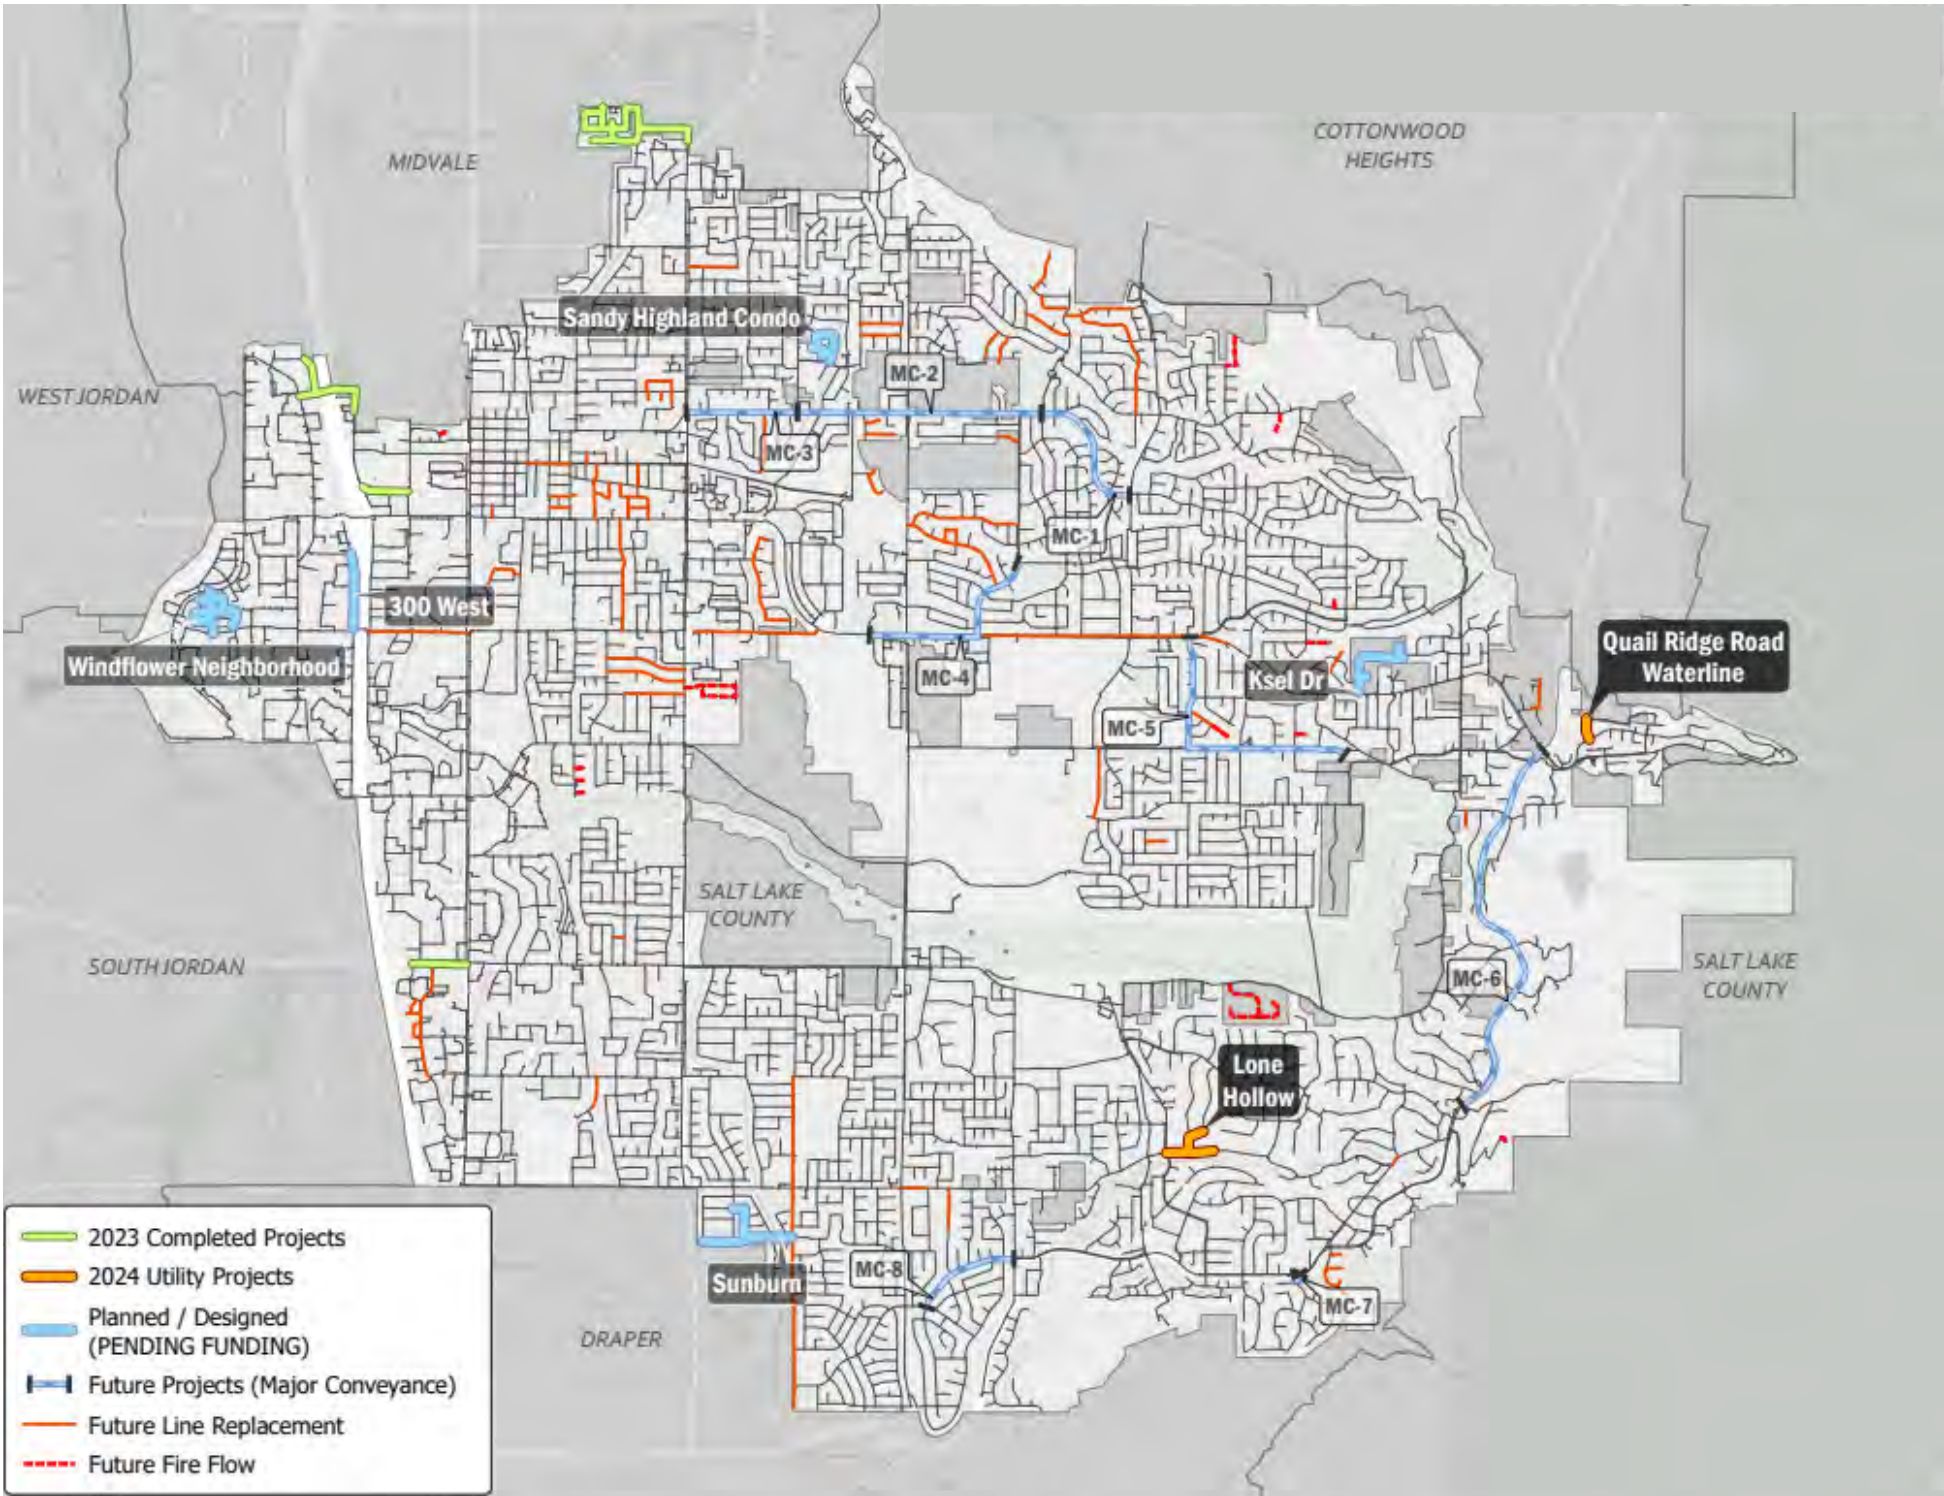 COTTONWOOD
HEIGHTS
MIDVALE
Sandy Highland Condo
MC-2
WEST JORDAN
MC-3
MC-1
300 West
Quail Ridge Road
Waterline
Windflower Neighborhood
MC-4
Ksel Dr
MC-5
SALT LAKE
COUNTY
SOUTH JORDAN
MC-6
SALT LAKE
COUNTY
Lone
Hollow
MC-8
Sunburn
MC-7
DRAPER
2023 Completed Projects
2024 Utility Projects
Planned / Designed
(PENDING FUNDING)
Future Projects (Major Conveyance)
Future Line Replacement
Future Fire Flow